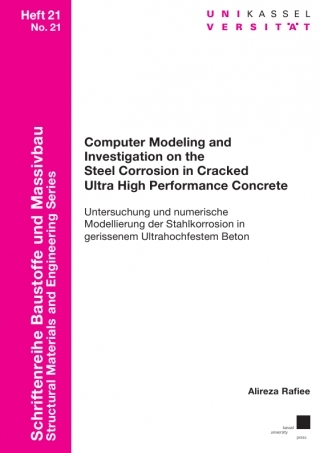 Heft 21
No. 21
UNIKASSEL
VERSITÄT
Schriftenreihe Baustoffe und Massivbau
Structural Materials and Engineering Series
Computer Modeling and
Investigation on the
Steel Corrosion in Cracked
Ultra High Performance Concrete
Untersuchung und numerische
Modellierung der Stahlkorrosion in
gerissenem Ultrahochfestem Beton
Alireza Rafiee
kassel
university
press